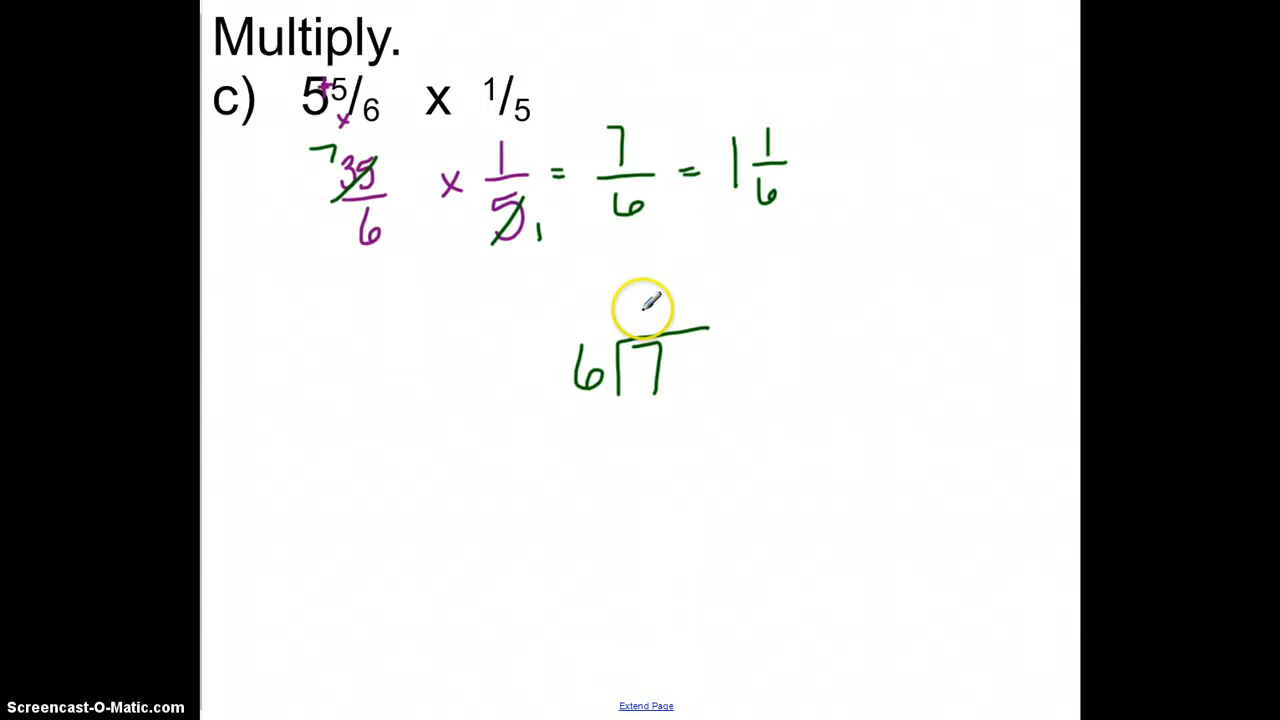 Multiply.
c) 5 5/6 x 1/5
7 35/6 x 1/5 1 = 7/6 = 1 1/6
6 7
Extend Page
Screencast-O-Matic.com